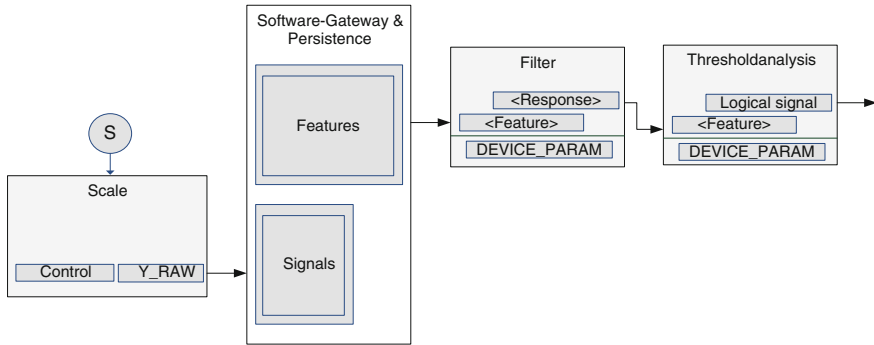 S
Scale
Control
Y_RAW
Software-Gateway &
Persistence
Features
Signals
Filter
<Response>
<Feature>
DEVICE_PARAM
Thresholdanalysis
Logical signal
<Feature>
DEVICE_PARAM